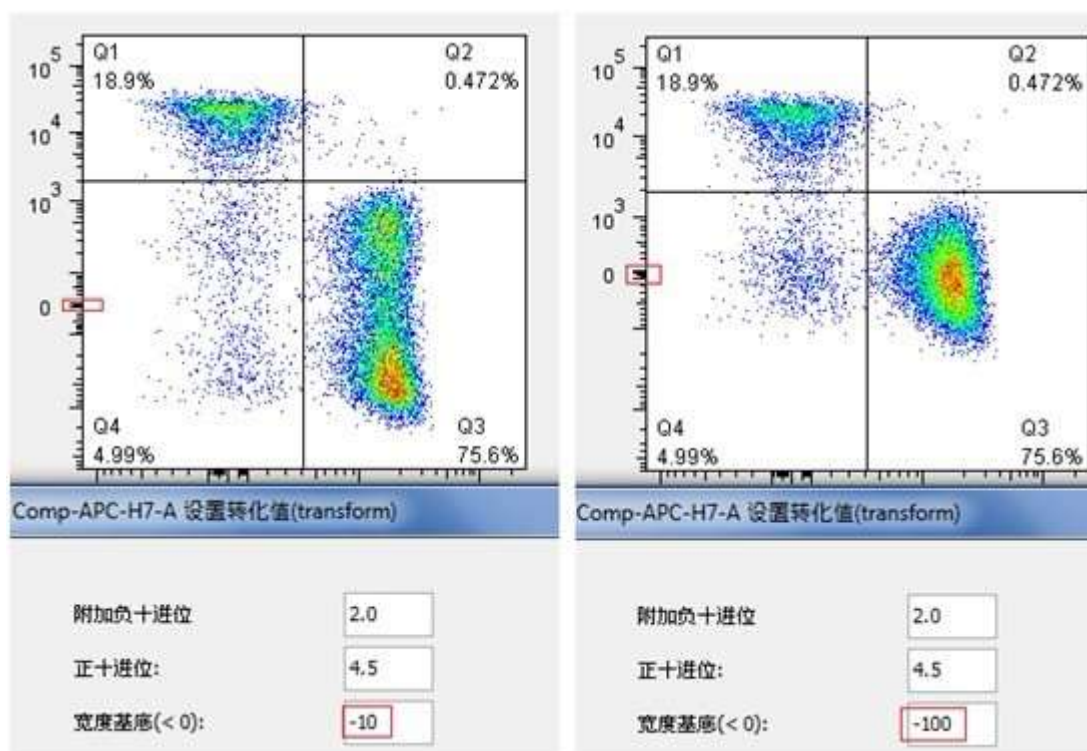 Q1
18.9%
Q2
0.472%
10^5
10^4
10^3
0
Q4
4.99%
Q3
75.6%
Comp-APC-H7-A 设置转化值(transform)
附加负十进位
2.0
正十进位:
4.5
宽度基底(< 0):
-10
Q1
18.9%
Q2
0.472%
10^5
10^4
10^3
0
Q4
4.99%
Q3
75.6%
Comp-APC-H7-A 设置转化值(transform)
附加负十进位
2.0
正十进位:
4.5
宽度基底(< 0):
-100